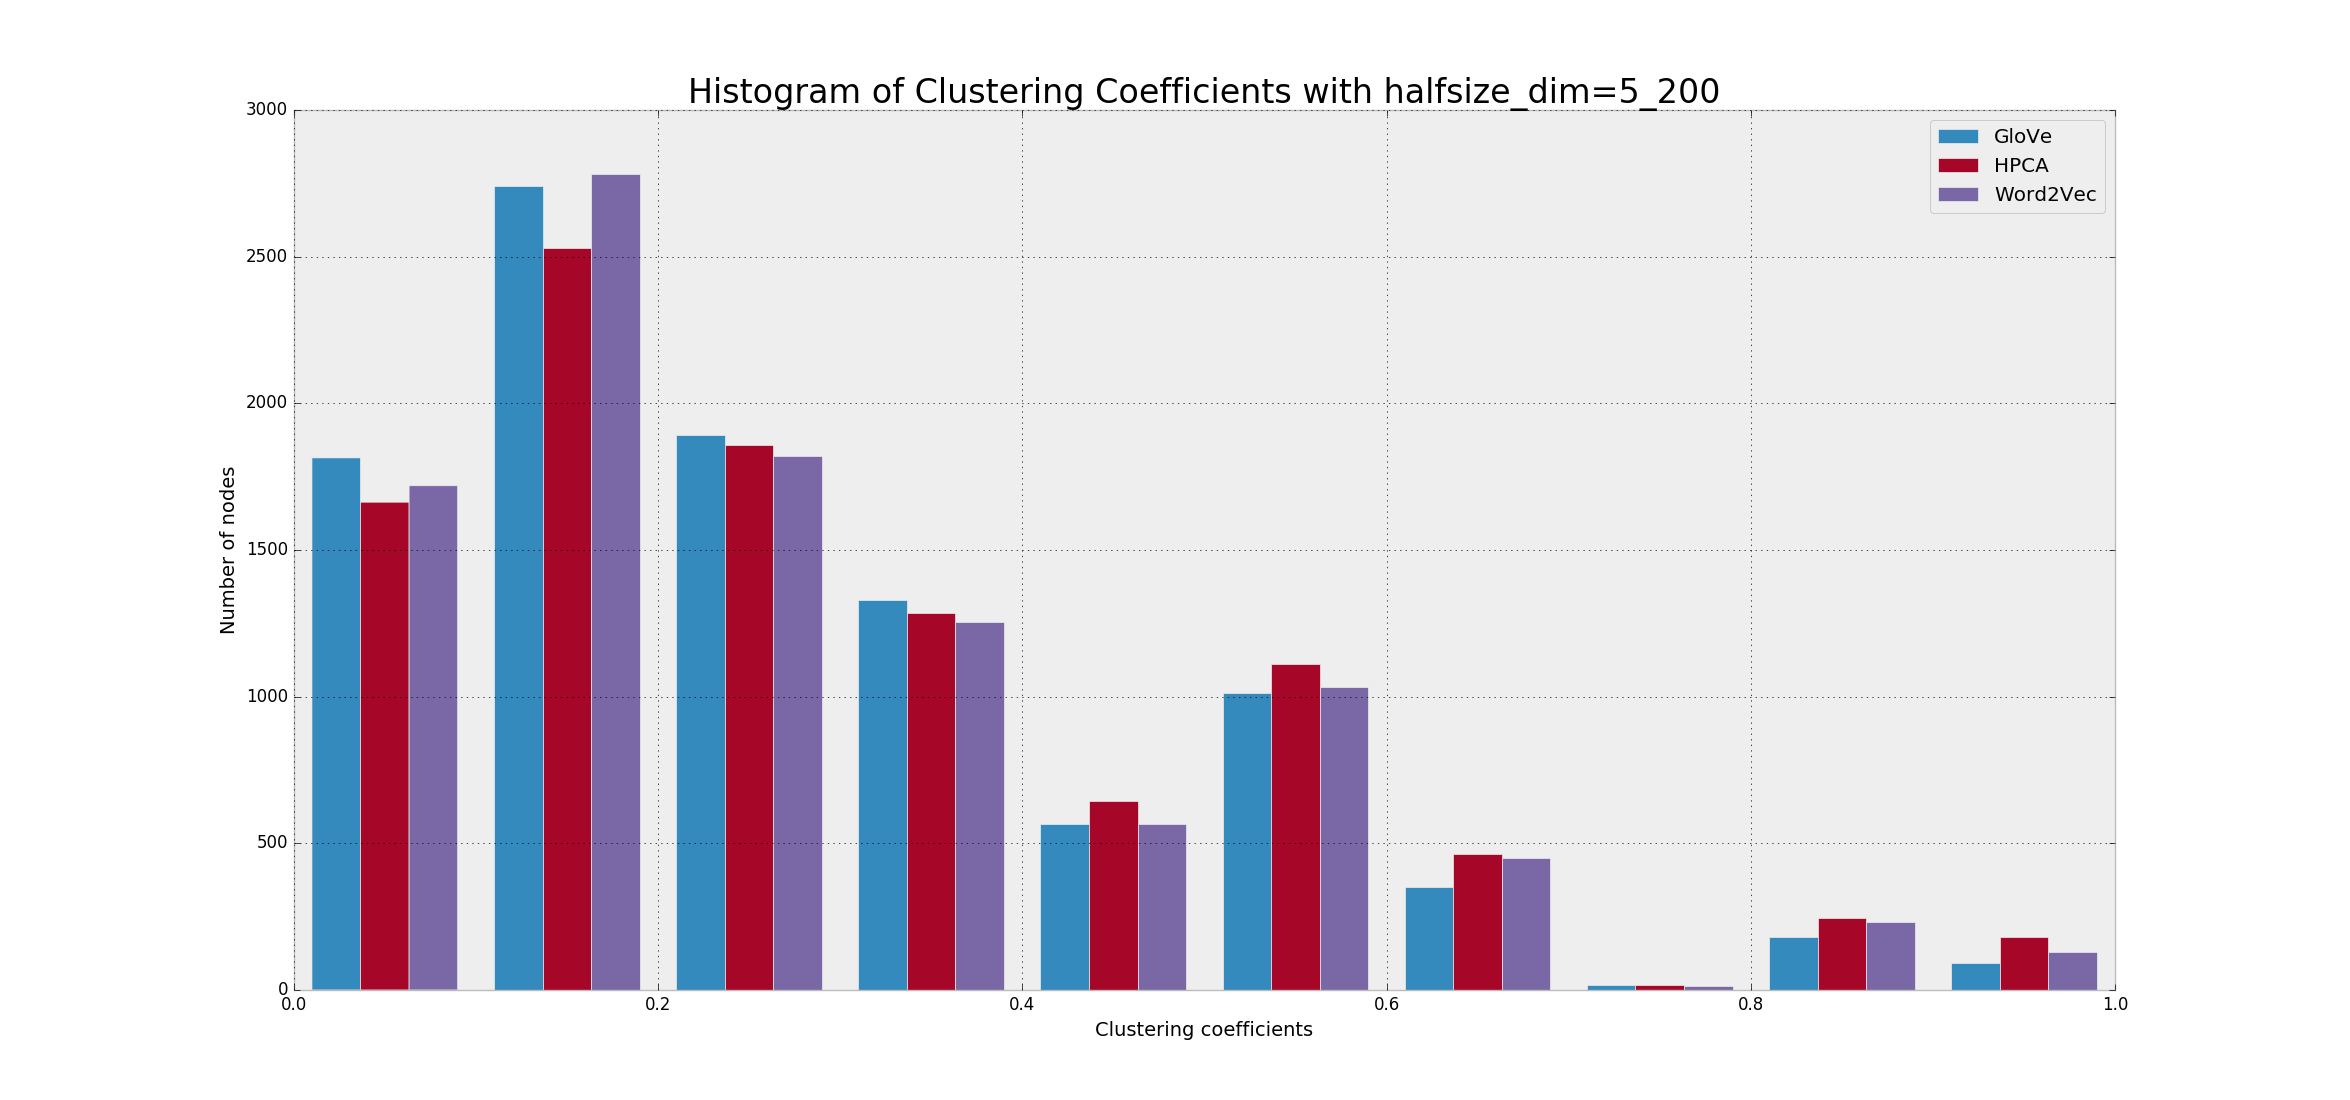 Histogram of Clustering Coefficients with halfsize_dim=5_200
3000
2500
2000
1500
1000
500
0
Number of nodes
GloVe
HPCA
Word2Vec
0.0 0.2 0.4 0.6 0.8 1.0
Clustering coefficients